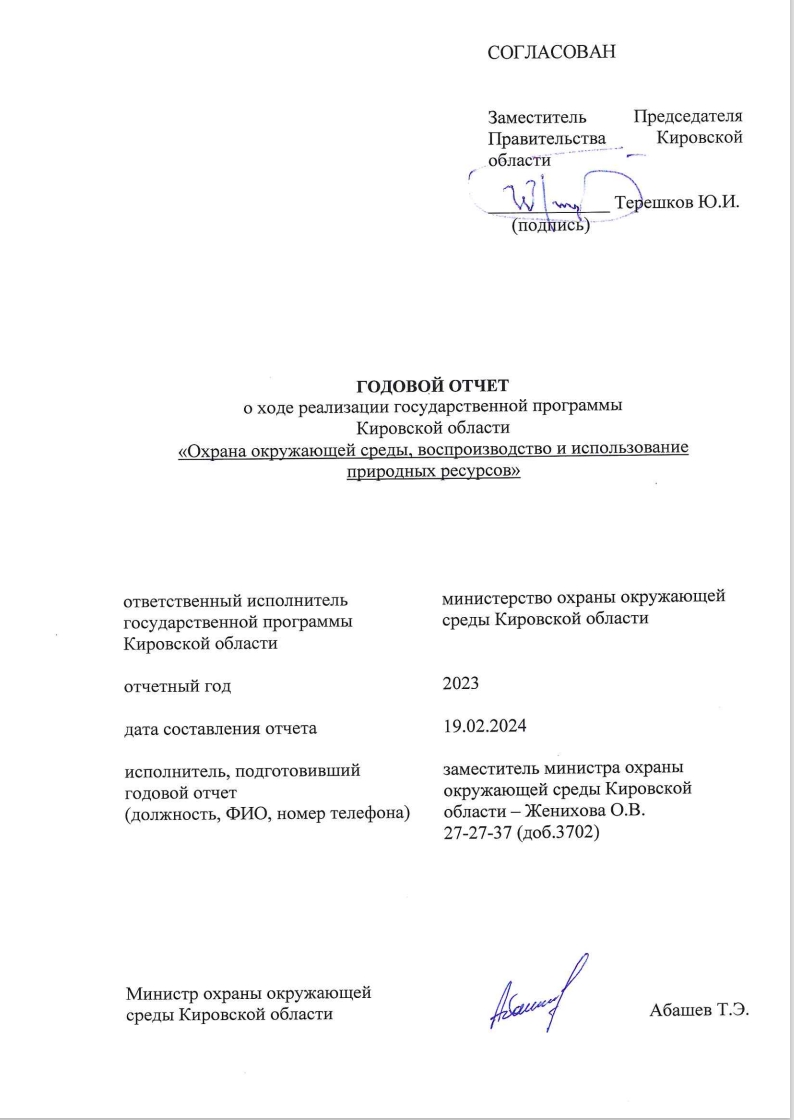 СОГЛАСОВАН
Заместитель Председателя
Правительства Кировской
области
Терешков Ю.И.
(подпись)
ГОДОВОЙ ОТЧЕТ
о ходе реализации государственной программы
Кировской области
«Охрана окружающей среды, воспроизводство и использование
природных ресурсов»
ответственный исполнитель
государственной программы
Кировской области
министерство охраны окружающей
среды Кировской области
отчетный год
2023
дата составления отчета
19.02.2024
исполнитель, подготовивший
годовой отчет
(должность, ФИО, номер телефона)
заместитель министра охраны
окружающей среды Кировской
области – Женихова О.В.
27-27-37 (доб.3702)
Министр охраны окружающей
среды Кировской области
Абашев Т.Э.